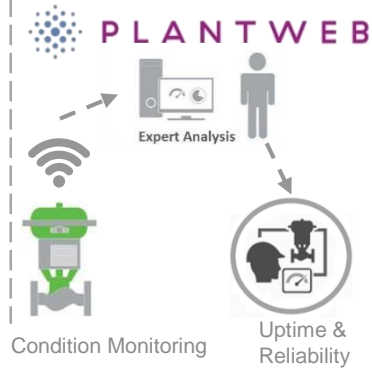 PLANTWEB
Expert Analysis
Condition Monitoring
Uptime &
Reliability